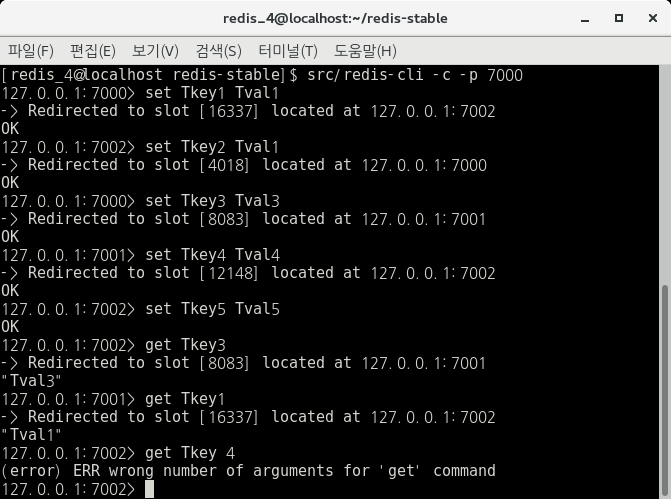 redis_4@localhost:~/redis-stable
파일(F) 편집(E) 보기(V) 검색(S) 터미널(T) 도움말(H)
[redis_4@localhost redis-stable]$ src/redis-cli -c -p 7000
127.0.0.1:7000> set Tkey1 Tval1
-> Redirected to slot [16337] located at 127.0.0.1:7002
OK
127.0.0.1:7002> set Tkey2 Tval1
-> Redirected to slot [4018] located at 127.0.0.1:7000
OK
127.0.0.1:7000> set Tkey3 Tval3
-> Redirected to slot [8083] located at 127.0.0.1:7001
OK
127.0.0.1:7001> set Tkey4 Tval4
-> Redirected to slot [12148] located at 127.0.0.1:7002
OK
127.0.0.1:7002> set Tkey5 Tval5
OK
127.0.0.1:7002> get Tkey3
-> Redirected to slot [8083] located at 127.0.0.1:7001
"Tval3"
127.0.0.1:7001> get Tkey1
-> Redirected to slot [16337] located at 127.0.0.1:7002
"Tval1"
127.0.0.1:7002> get Tkey 4
(error) ERR wrong number of arguments for 'get' command
127.0.0.1:7002>